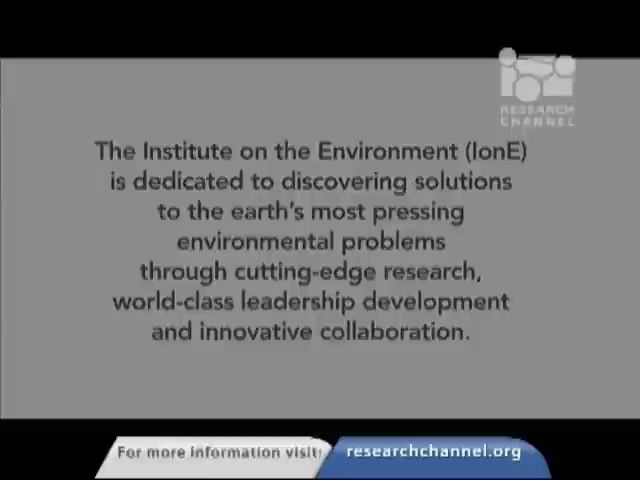 RESEARCH
CHANNEL
The Institute on the Environment (IonE)
is dedicated to discovering solutions
to the earth's most pressing
environmental problems
through cutting-edge research,
world-class leadership development
and innovative collaboration.
For more information visit:
researchchannel.org